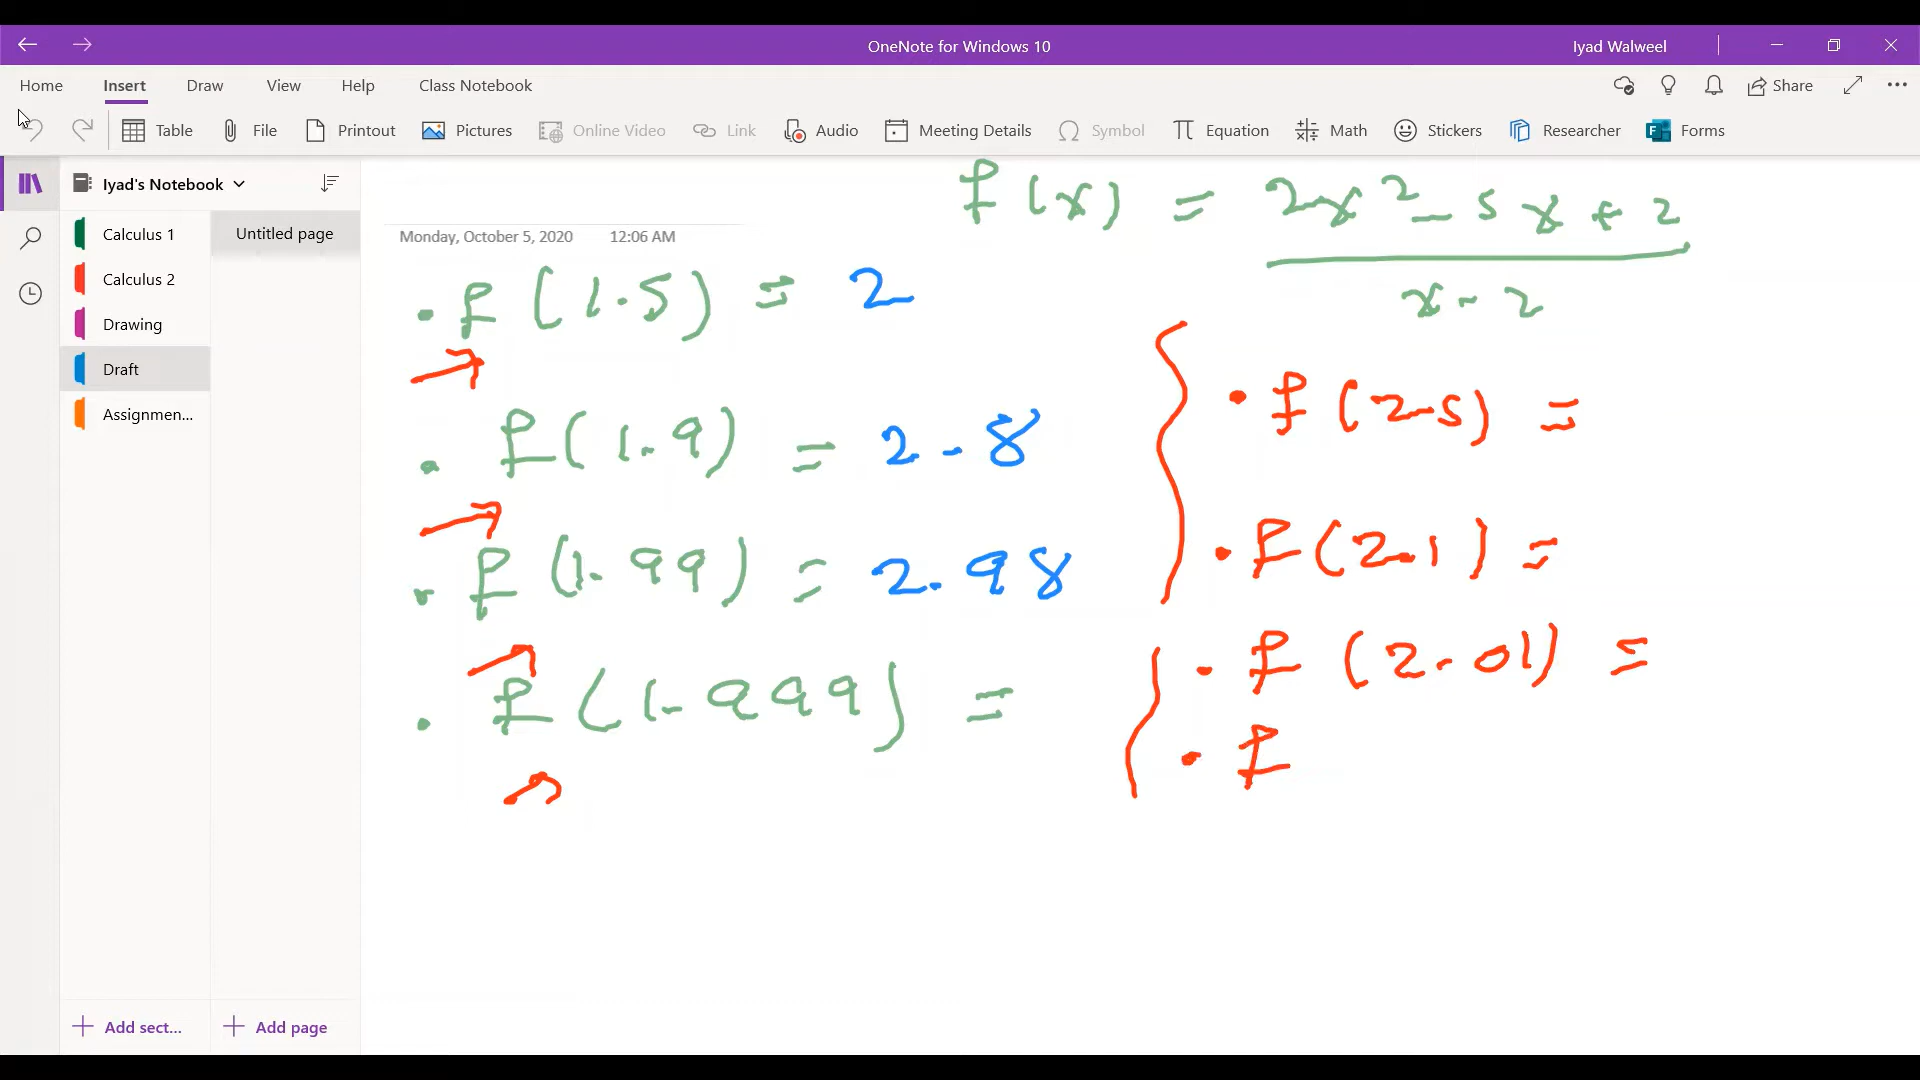 OneNote for Windows 10
Iyad Walweel
Home Insert Draw View Help Class Notebook
Share
Table File Printout Pictures Online Video Link Audio Meeting Details Symbol Equation Math Stickers Researcher Forms
Iyad's Notebook
Calculus 1
Calculus 2
Drawing
Draft
Assignmen...
Untitled page
Add sect...
Add page
Monday, October 5, 2020 12:06 AM
f(x) = 2x² - 5x + 2
x - 2
. f(1.5) = 2
. f(1.9) = 2.8
. f(1.99) = 2.98
. f(1.999) =
. f(2.5) =
. f(2.1) =
. f(2.01) =
. f